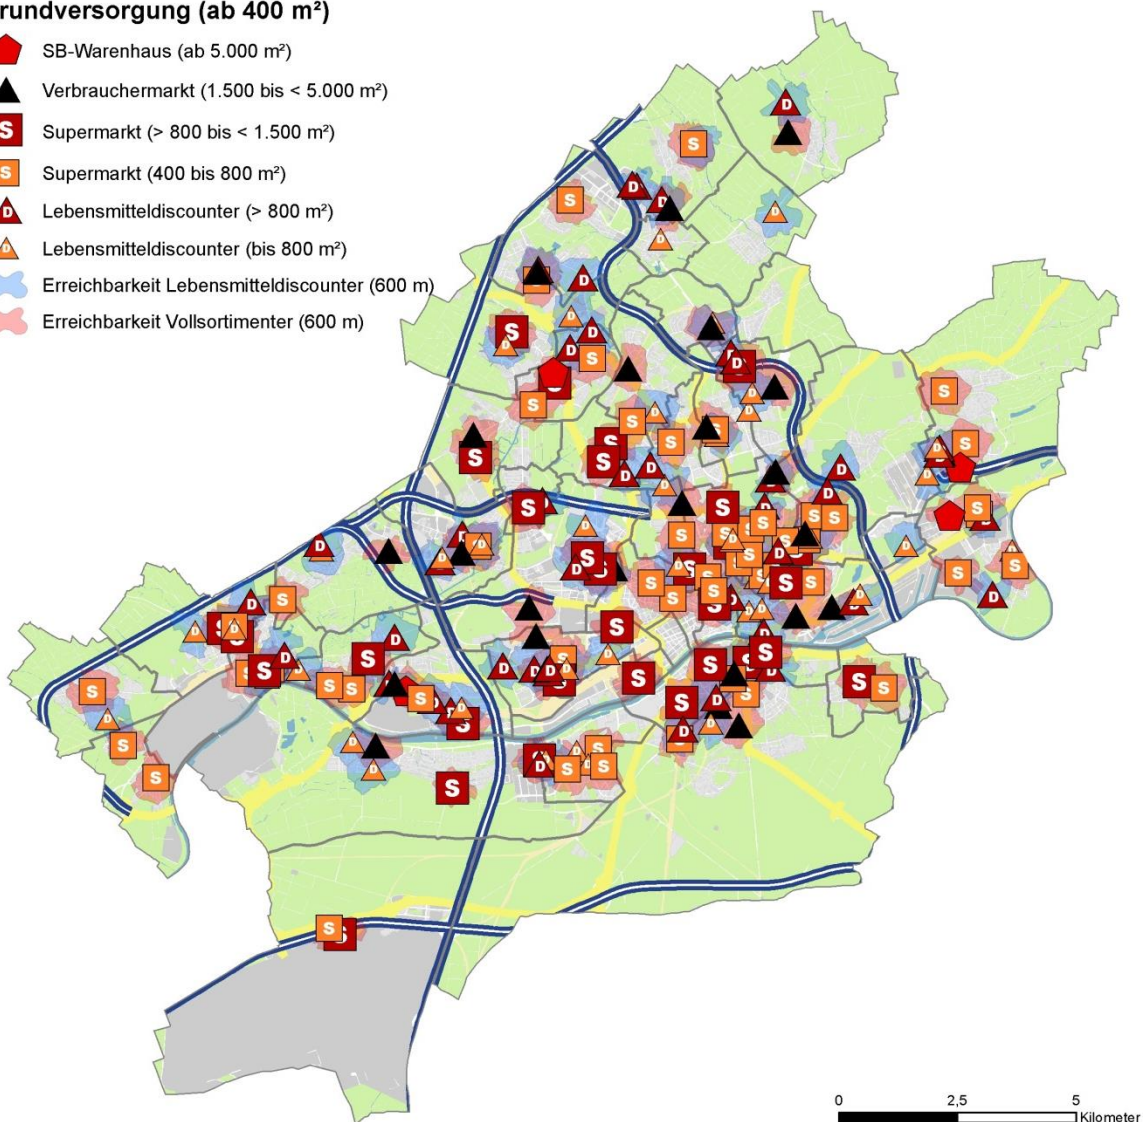 rundversorgung (ab 400 m²)
SB-Warenhaus (ab 5.000 m²)
Verbrauchermarkt (1.500 bis < 5.000 m²)
S Supermarkt (> 800 bis < 1.500 m²)
S Supermarkt (400 bis 800 m²)
D Lebensmitteldiscounter (> 800 m²)
D Lebensmitteldiscounter (bis 800 m²)
Erreichbarkeit Lebensmitteldiscounter (600 m)
Erreichbarkeit Vollsortimenter (600 m)
0 2,5 5
Kilometer